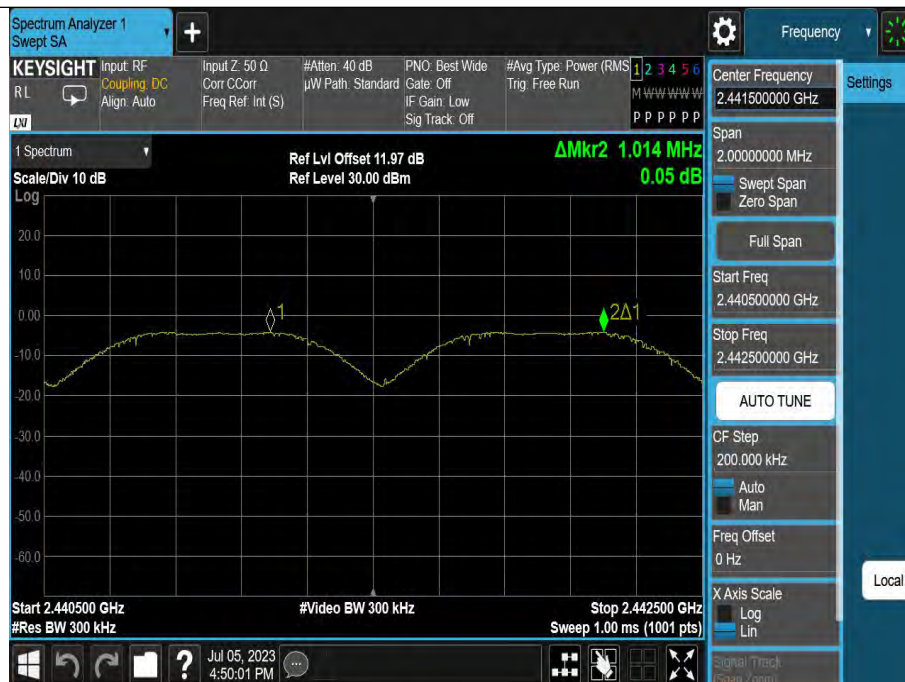 Spectrum Analyzer 1
Swept SA
+
Frequency
KEYSIGHT
RL
LXI
Input: RF
Coupling: DC
Align: Auto
Input Z: 50 Ω
Corr CCorr
Freq Ref: Int (S)
#Atten: 40 dB
µW Path: Standard
PNO: Best Wide
Gate: Off
IF Gain: Low
Sig Track: Off
#Avg Type: Power (RMS
Trig: Free Run
1 2 3 4 5 6
M W W W W W
P P P P P P
Center Frequency
2.441500000 GHz
Settings
1 Spectrum
Scale/Div 10 dB
Ref Lvl Offset 11.97 dB
Ref Level 30.00 dBm
ΔMkr2 1.014 MHz
0.05 dB
Span
2.00000000 MHz
Swept Span
Zero Span
Full Span
Start Freq
2.440500000 GHz
Stop Freq
2.442500000 GHz
AUTO TUNE
CF Step
200.000 kHz
Auto
Man
Freq Offset
0 Hz
X Axis Scale
Log
Lin
Signal Track
(Span Zoom)
Local
Log
20.0
10.0
0.00
-10.0
-20.0
-30.0
-40.0
-50.0
-60.0
1
2Δ1
Start 2.440500 GHz
#Res BW 300 kHz
#Video BW 300 kHz
Stop 2.442500 GHz
Sweep 1.00 ms (1001 pts)
?
Jul 05, 2023
4:50:01 PM